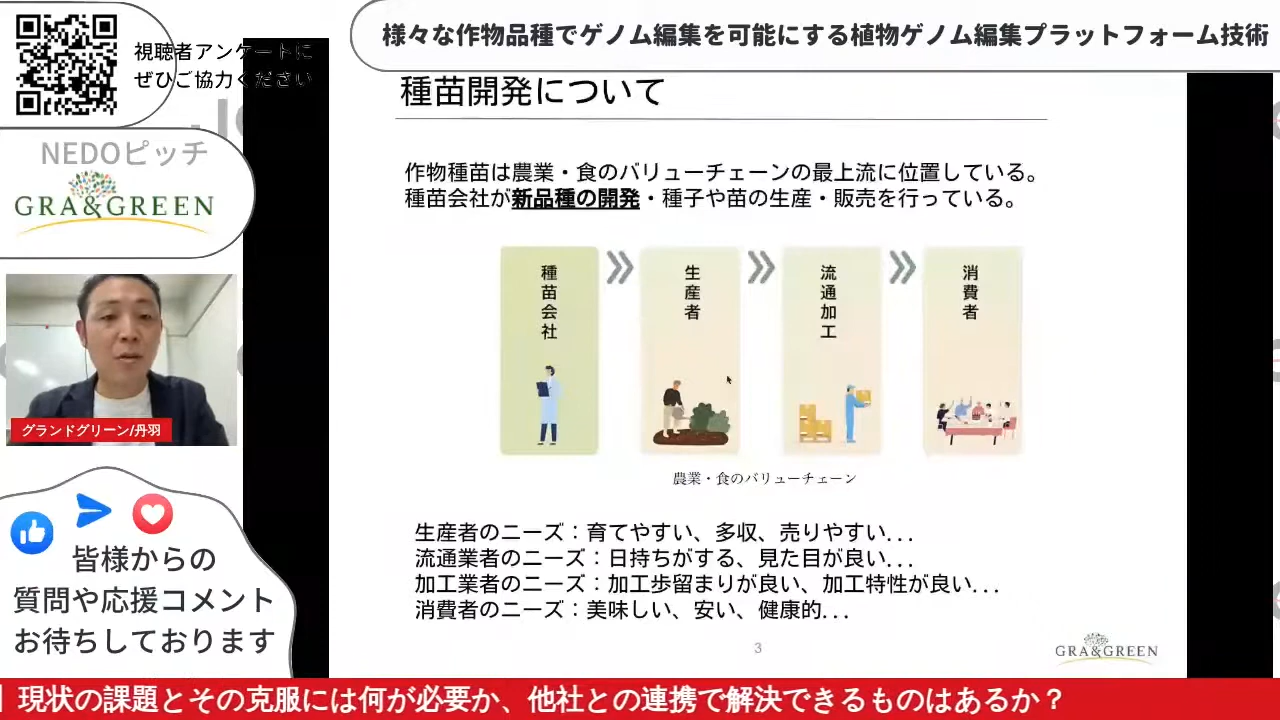 視聴者アンケートに
ぜひご協力ください
NEDOピッチ
GRA&GREEN
グランドグリーン/丹羽
皆様からの
質問や応援コメント
お待ちしております
様々な作物品種でゲノム編集を可能にする植物ゲノム編集プラットフォーム技術
種苗開発について
作物種苗は農業・食のバリューチェーンの最上流に位置している。
種苗会社が新品種の開発・種子や苗の生産・販売を行っている。
種苗会社
生産者
流通加工
消費者
農業・食のバリューチェーン
生産者のニーズ：育てやすい、多収、売りやすい...
流通業者のニーズ：日持ちがする、見た目が良い...
加工業者のニーズ：加工歩留まりが良い、加工特性が良い...
消費者のニーズ：美味しい、安い、健康的...
3
GRA&GREEN
現状の課題とその克服には何が必要か、他社との連携で解決できるものはあるか？